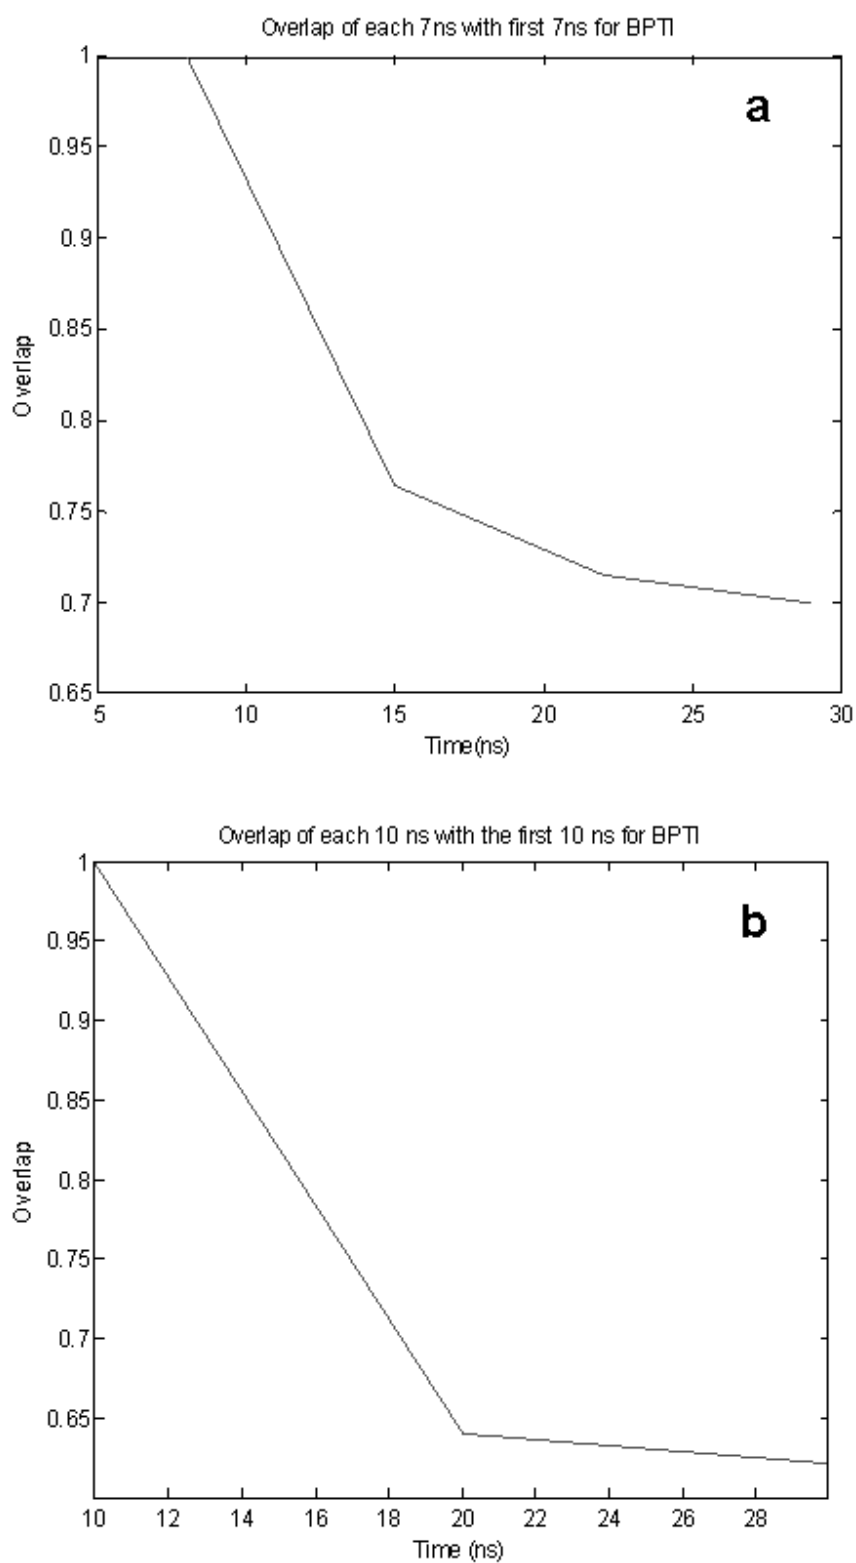 Overlap of each 7ns with first 7ns for BPTI
a
1
0.95
0.9
0.85
0.8
0.75
0.7
0.65
Overlap
5 10 15 20 25 30
Time(ns)
Overlap of each 10 ns with the first 10 ns for BPTI
b
1
0.95
0.9
0.85
0.8
0.75
0.7
0.65
Overlap
10 12 14 16 18 20 22 24 26 28
Time (ns)